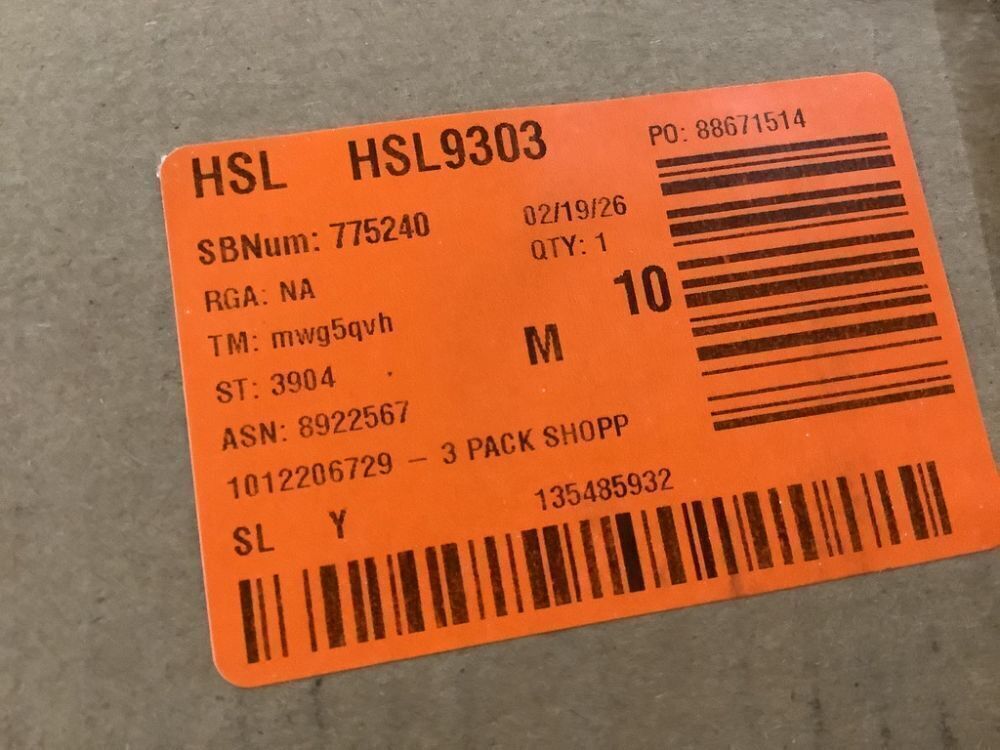 HSL HSL9303
PO: 88671514
SBNum: 775240
02/19/26
RGA: NA
QTY: 1
TM: mwg5qvh
10
M
ST: 3904
ASN: 8922567
1012206729 - 3 PACK SHOPP
SL Y
135485932